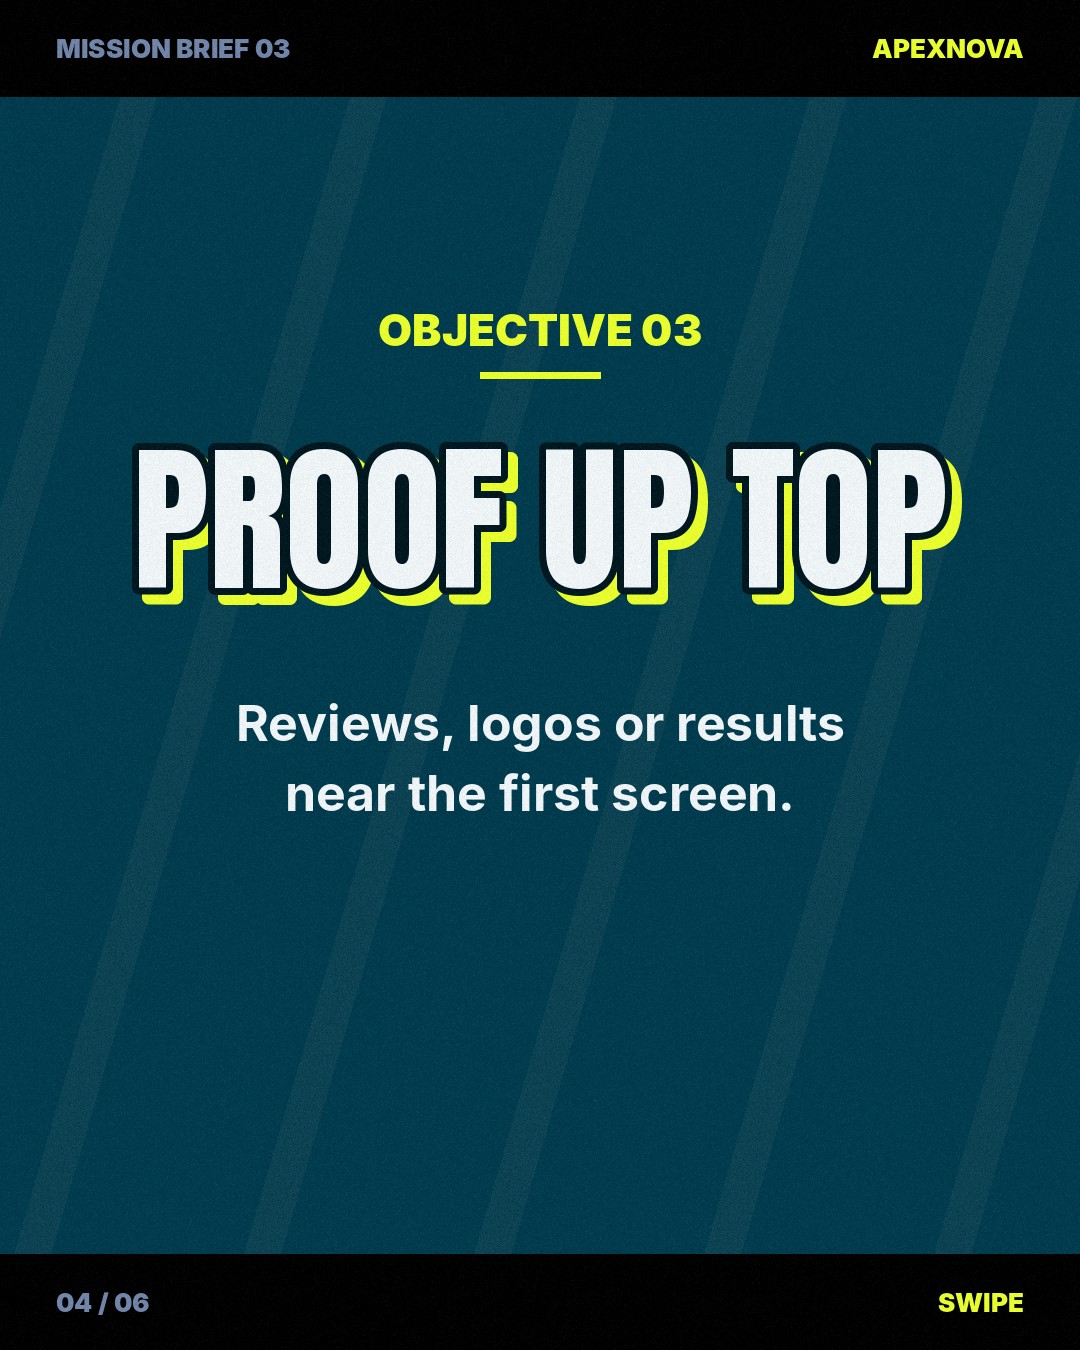 MISSION BRIEF 03
APEXNOVA
OBJECTIVE 03
PROOF UP TOP
Reviews, logos or results
near the first screen.
04 / 06
SWIPE